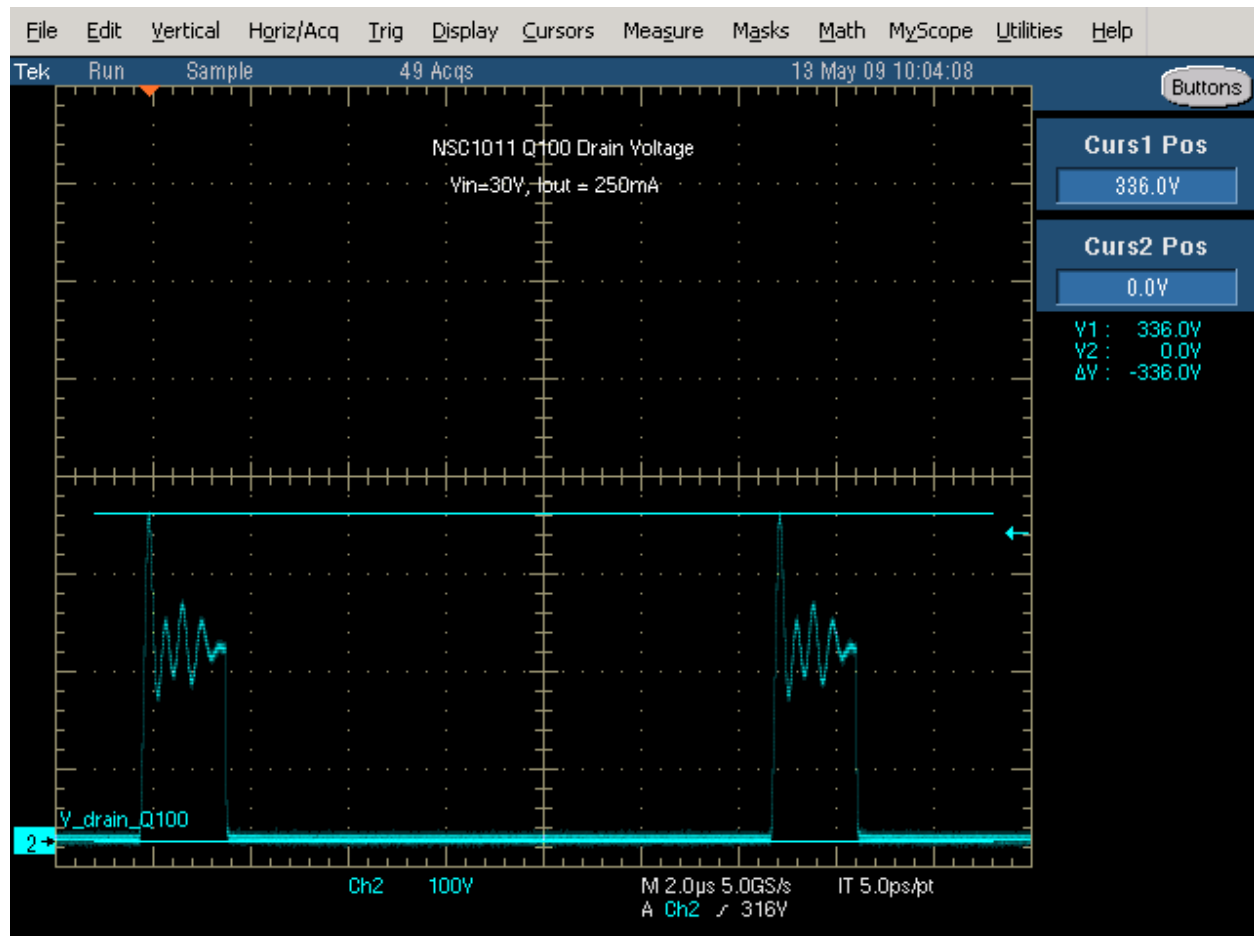 File Edit Vertical Horiz/Acq Trig Display Cursors Measure Masks Math MyScope Utilities Help
Tek Run Sample 49 Acqs 13 May 09 10:04:08
Buttons
NSC1011 Q100 Drain Voltage
Vin=30V, Iout = 250mA
Curs1 Pos
336.0V
Curs2 Pos
0.0V
V1 : 336.0V
V2 : 0.0V
ΔV : -336.0V
V_drain_Q100
2
Ch2 100V M 2.0µs 5.0GS/s IT 5.0ps/pt
A Ch2 / 316V